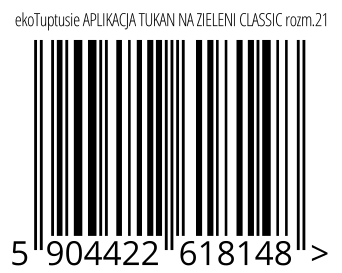 ekoTuptusie APLIKACJA TUKAN NA ZIELENI CLASSIC rozm.21
5 904422 618148 >